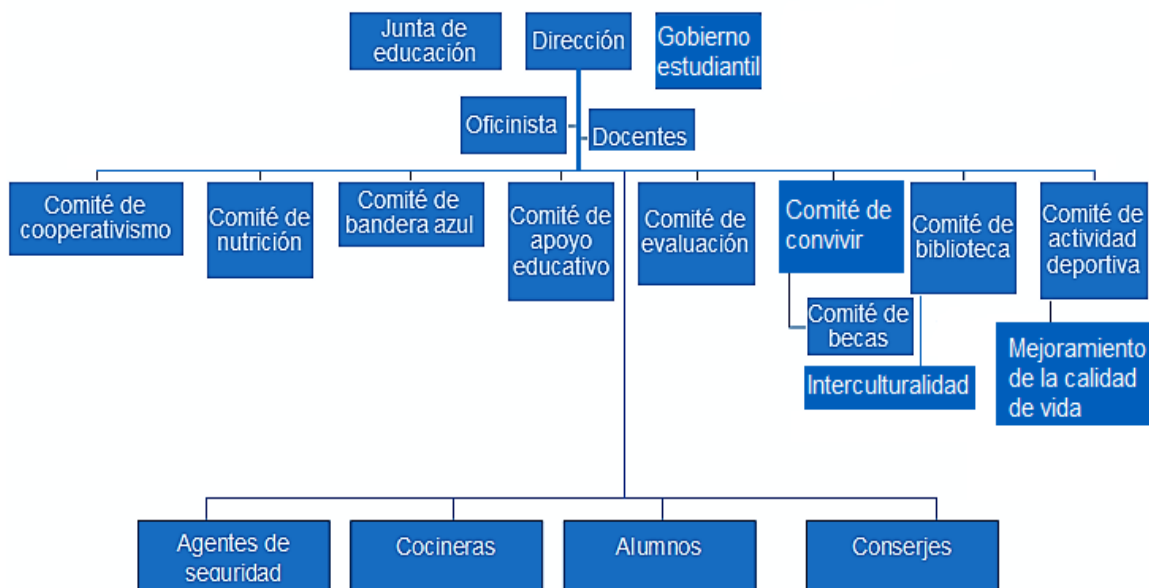 Junta de
educación
Dirección
Gobierno
estudiantil
Oficinista
Docentes
Comité de
cooperativismo
Comité de
nutrición
Comité de
bandera azul
Comité de
apoyo
educativo
Comité de
evaluación
Comité de
convivir
Comité de
biblioteca
Comité de
actividad
deportiva
Comité de
becas
Interculturalidad
Mejoramiento
de la calidad
de vida
Agentes de
seguridad
Cocineras
Alumnos
Conserjes